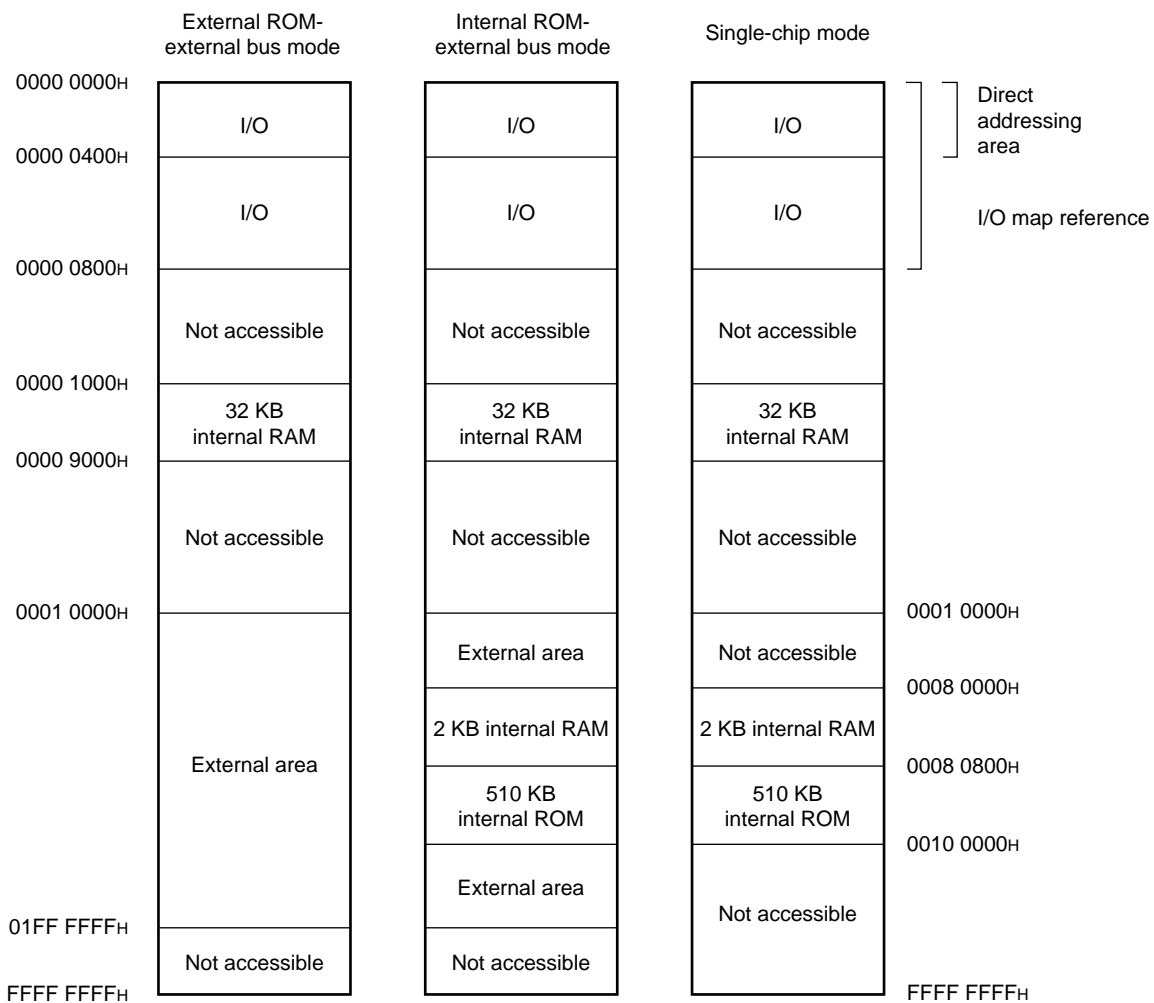 External ROM-
external bus mode
Internal ROM-
external bus mode
Single-chip mode
0000 0000H
I/O
I/O
I/O
Direct
addressing
area
0000 0400H
I/O
I/O
I/O
I/O map reference
0000 0800H
Not accessible
Not accessible
Not accessible
0000 1000H
32 KB
internal RAM
32 KB
internal RAM
32 KB
internal RAM
0000 9000H
Not accessible
Not accessible
Not accessible
0001 0000H
0001 0000H
External area
Not accessible
0008 0000H
2 KB internal RAM
2 KB internal RAM
External area
0008 0800H
510 KB
internal ROM
510 KB
internal ROM
0010 0000H
External area
Not accessible
01FF FFFFH
Not accessible
Not accessible
FFFF FFFFH
FFFF FFFFH